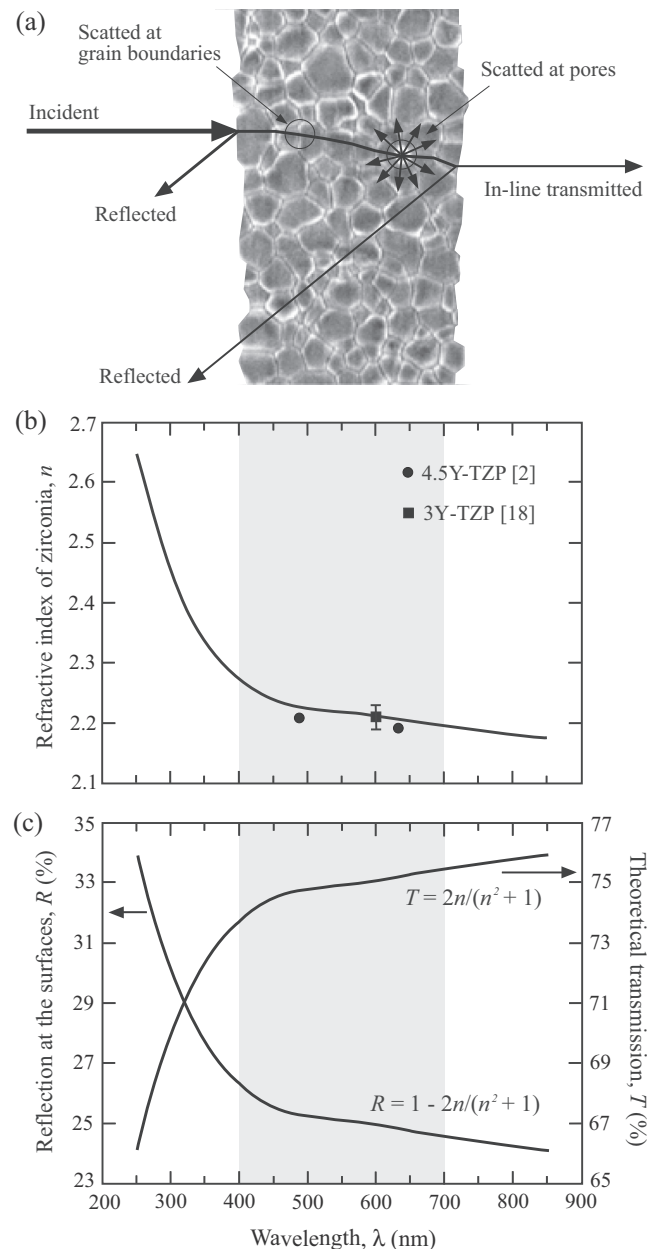 (a)
Scatted at
grain boundaries
Scatted at pores
Incident
Reflected
In-line transmitted
Reflected
(b)
2.7
2.6
2.5
2.4
2.3
2.2
2.1
Refractive index of zirconia, n
4.5Y-TZP [2]
3Y-TZP [18]
(c)
35
33
31
29
27
25
23
Reflection at the surfaces, R (%)
77
75
73
71
69
68
67
65
Theoretical transmission, T (%)
T = 2n/(n² + 1)
R = 1 - 2n/(n² + 1)
200 300 400 500 600 700 800 900
Wavelength, λ (nm)